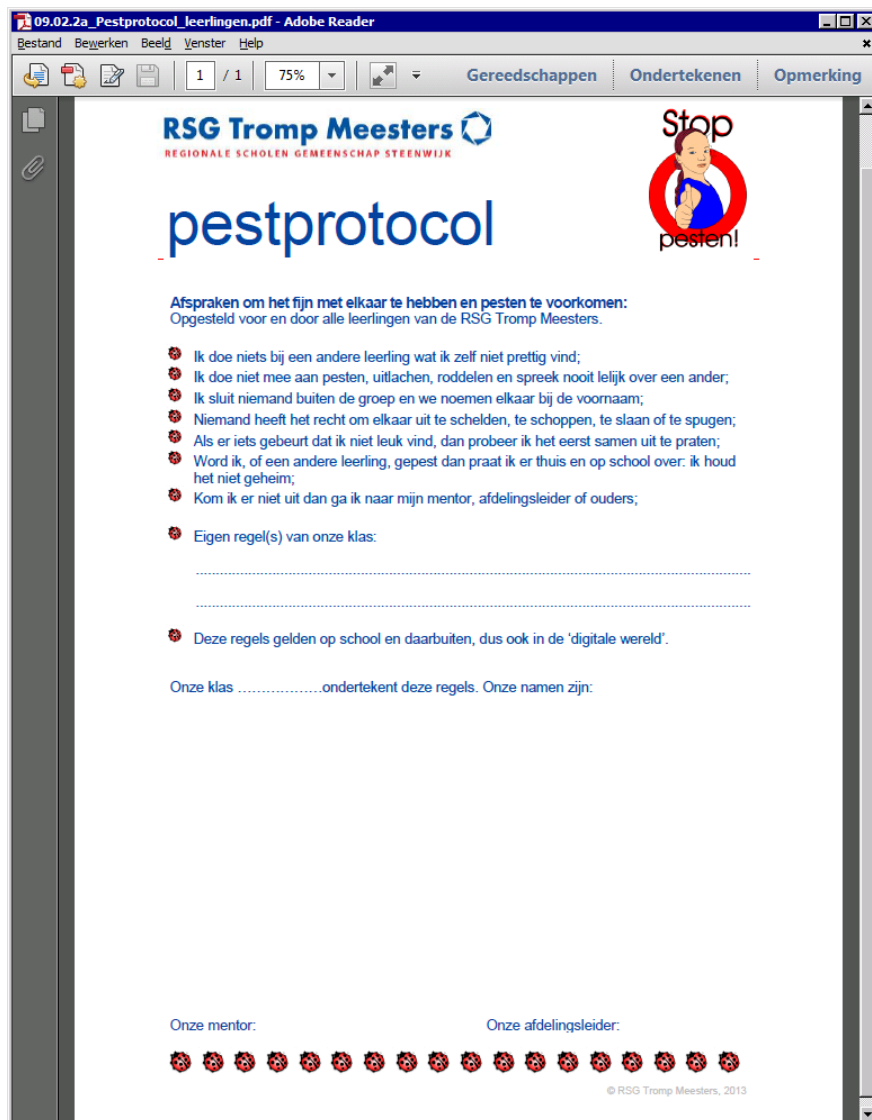 09.02.2a_Pestprotocol_leerlingen.pdf - Adobe Reader
Bestand Bewerken Beeld Venster Help
1 / 1 75% Gereedschappen Ondertekenen Opmerking
RSG Tromp Meesters
REGIONALE SCHOLEN GEMEENSCHAP STEENWIJK
Stop
pesten!
pestprotocol
Afspraken om het fijn met elkaar te hebben en pesten te voorkomen:
Opgesteld voor en door alle leerlingen van de RSG Tromp Meesters.
Ik doe niets bij een andere leerling wat ik zelf niet prettig vind;
Ik doe niet mee aan pesten, uitlachen, roddelen en spreek nooit lelijk over een ander;
Ik sluit niemand buiten de groep en we noemen elkaar bij de voornaam;
Niemand heeft het recht om elkaar uit te schelden, te schoppen, te slaan of te spugen;
Als er iets gebeurt dat ik niet leuk vind, dan probeer ik het eerst samen uit te praten;
Word ik, of een andere leerling, gepest dan praat ik er thuis en op school over: ik houd
het niet geheim;
Kom ik er niet uit dan ga ik naar mijn mentor, afdelingsleider of ouders;
Eigen regel(s) van onze klas:
Deze regels gelden op school en daarbuiten, dus ook in de ‘digitale wereld’.
Onze klas ………………ondertekent deze regels. Onze namen zijn:
Onze mentor: Onze afdelingsleider:
© RSG Tromp Meesters, 2013